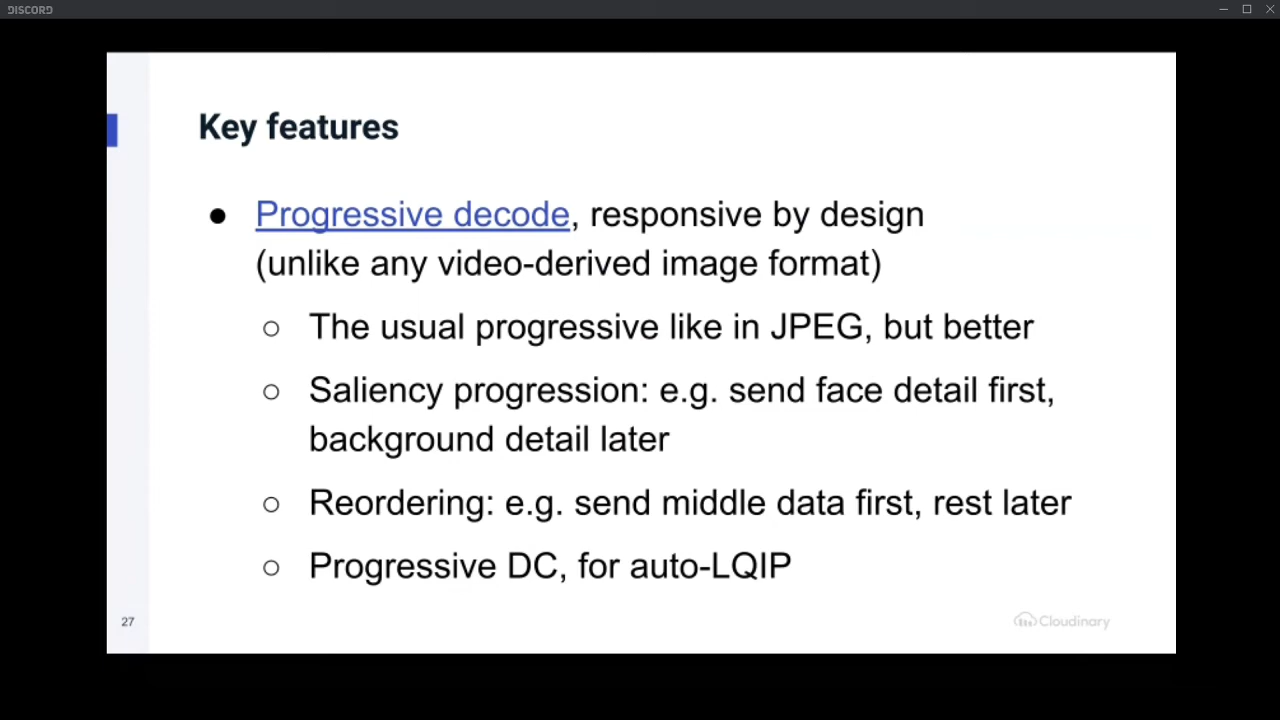 DISCORD
Key features
● Progressive decode, responsive by design
(unlike any video-derived image format)
○ The usual progressive like in JPEG, but better
○ Saliency progression: e.g. send face detail first,
background detail later
○ Reordering: e.g. send middle data first, rest later
○ Progressive DC, for auto-LQIP
27
Cloudinary